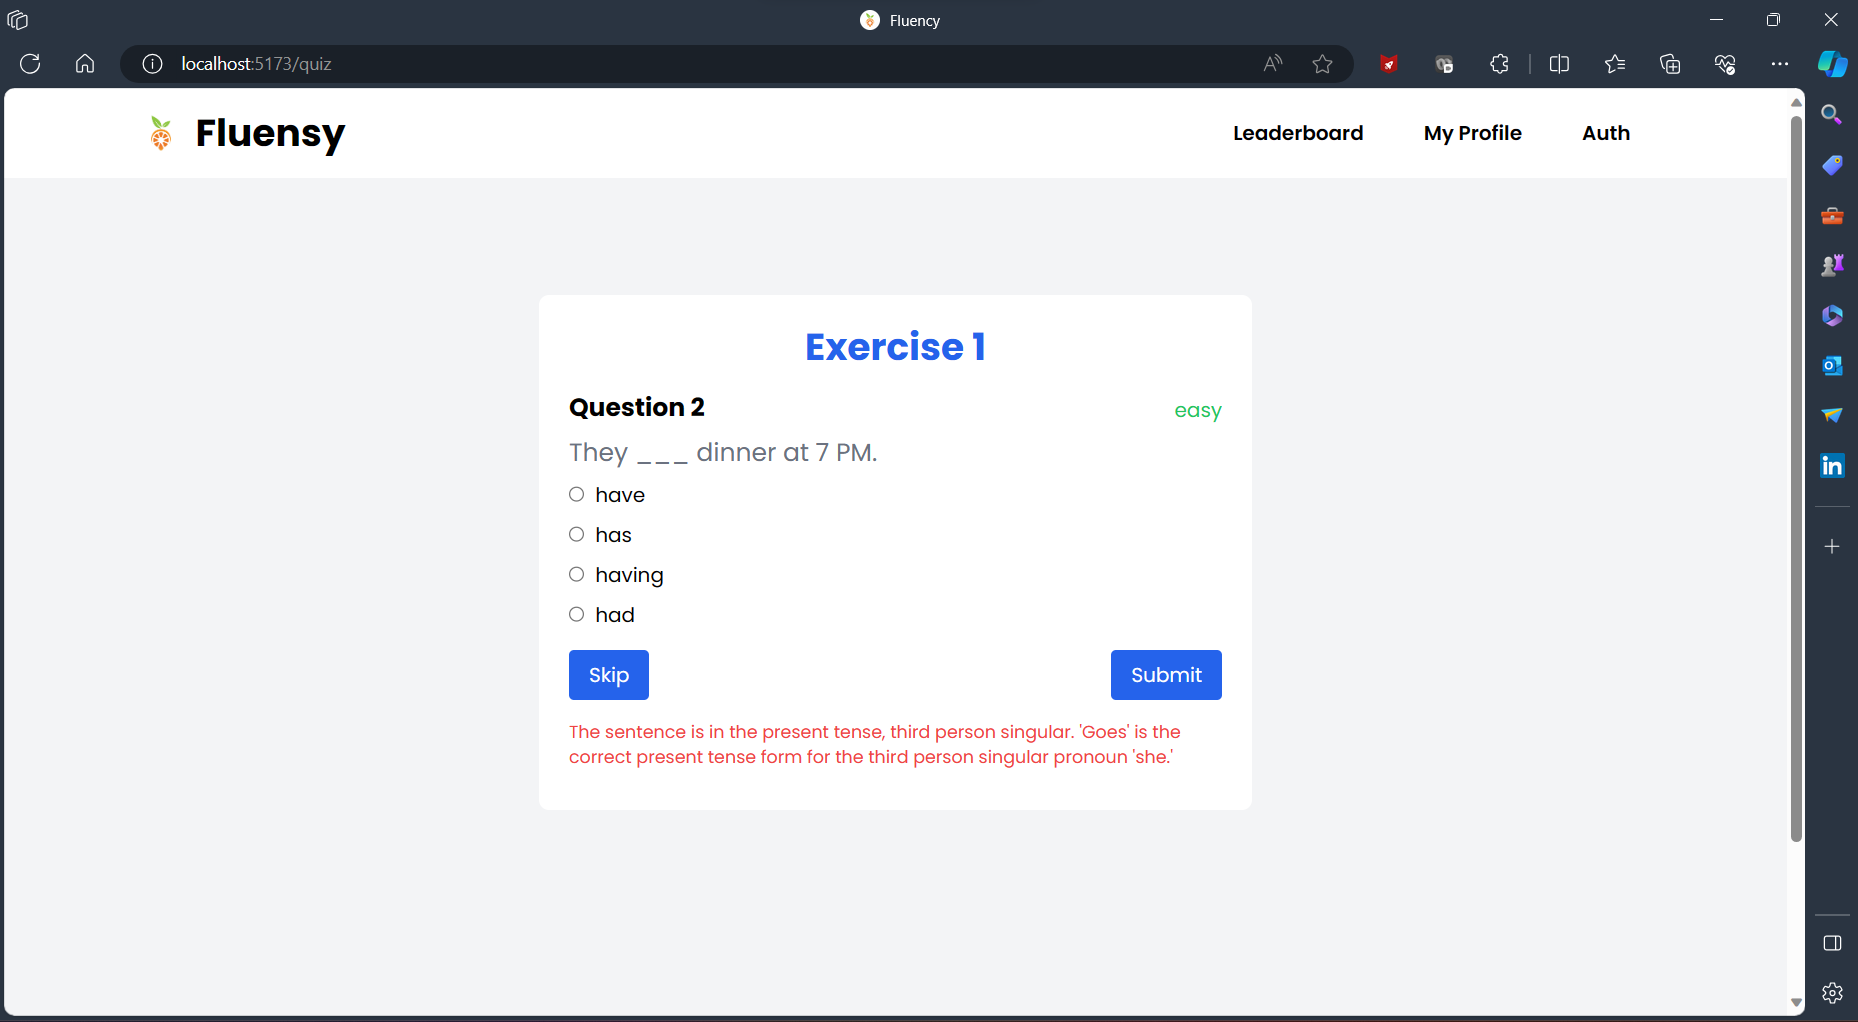 Fluency
localhost:5173/quiz
Fluensy
Leaderboard
My Profile
Auth
Exercise 1
Question 2
easy
They ___ dinner at 7 PM.
have
has
having
had
Skip
Submit
The sentence is in the present tense, third person singular. 'Goes' is the
correct present tense form for the third person singular pronoun 'she.'